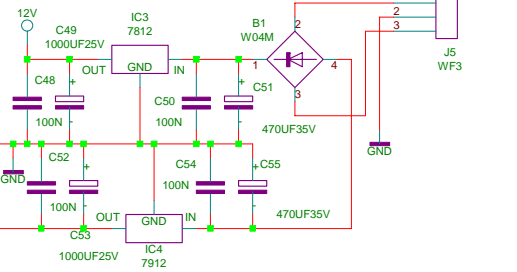 12V
C49
1000UF25V
IC3
7812
B1
W04M
2
2
3
J5
WF3
OUT
GND
IN
1
4
C48
C50
C51
3
100N
100N
470UF35V
GND
GND
C52
C54
C55
100N
100N
OUT
GND
IN
470UF35V
C53
1000UF25V
IC4
7912